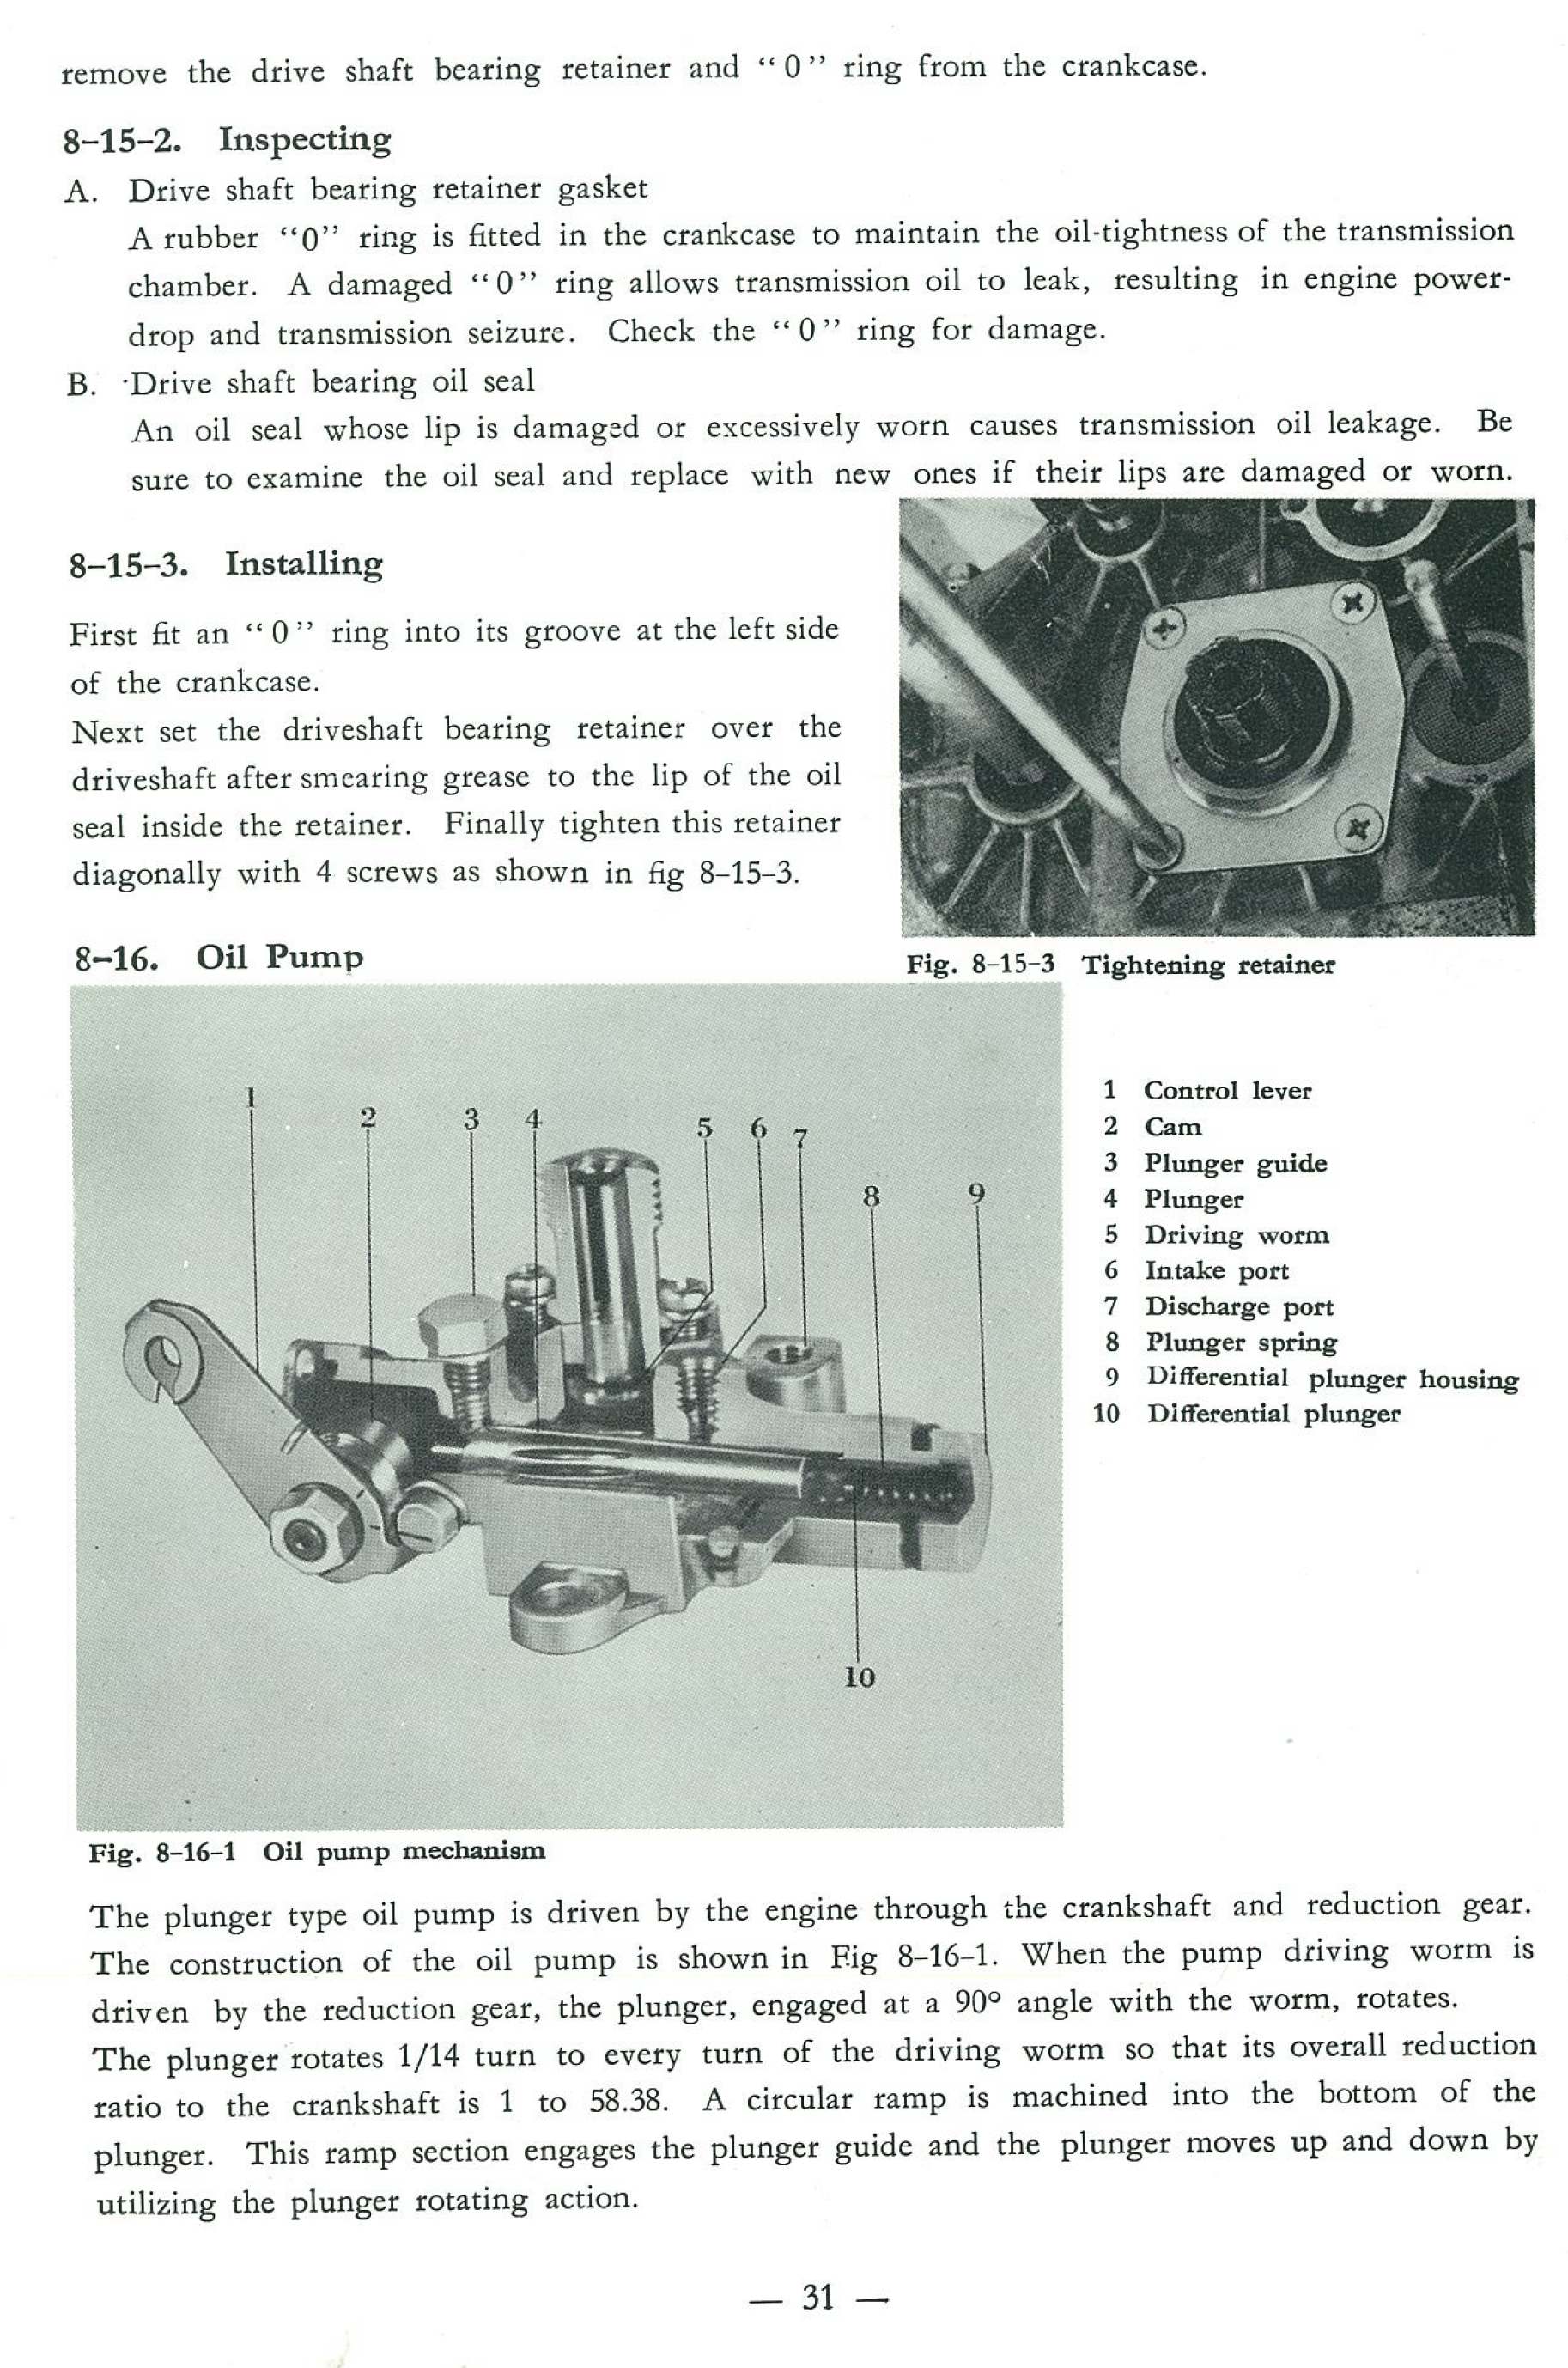 remove the drive shaft bearing retainer and “0” ring from the crankcase.
8–15–2. Inspecting
A. Drive shaft bearing retainer gasket
A rubber “0” ring is fitted in the crankcase to maintain the oil-tightness of the transmission
chamber. A damaged “0” ring allows transmission oil to leak, resulting in engine power-
drop and transmission seizure. Check the “0” ring for damage.
B. Drive shaft bearing oil seal
An oil seal whose lip is damaged or excessively worn causes transmission oil leakage. Be
sure to examine the oil seal and replace with new ones if their lips are damaged or worn.
8–15–3. Installing
First fit an “0” ring into its groove at the left side
of the crankcase.
Next set the driveshaft bearing retainer over the
driveshaft after smearing grease to the lip of the oil
seal inside the retainer. Finally tighten this retainer
diagonally with 4 screws as shown in fig 8–15–3.
Fig. 8–15–3 Tightening retainer
8–16. Oil Pump
1
2
3
4
5
6
7
8
9
10
1 Control lever
2 Cam
3 Plunger guide
4 Plunger
5 Driving worm
6 Intake port
7 Discharge port
8 Plunger spring
9 Differential plunger housing
10 Differential plunger
Fig. 8–16–1 Oil pump mechanism
The plunger type oil pump is driven by the engine through the crankshaft and reduction gear.
The construction of the oil pump is shown in Fig 8–16–1. When the pump driving worm is
driven by the reduction gear, the plunger, engaged at a 90° angle with the worm, rotates.
The plunger rotates 1/14 turn to every turn of the driving worm so that its overall reduction
ratio to the crankshaft is 1 to 58.38. A circular ramp is machined into the bottom of the
plunger. This ramp section engages the plunger guide and the plunger moves up and down by
utilizing the plunger rotating action.
— 31 —